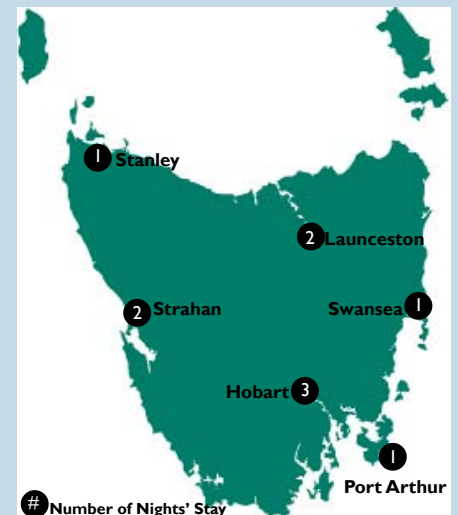 1 Stanley
2 Launceston
2 Strahan
Swansea 1
Hobart 3
1
Port Arthur
# Number of Nights' Stay